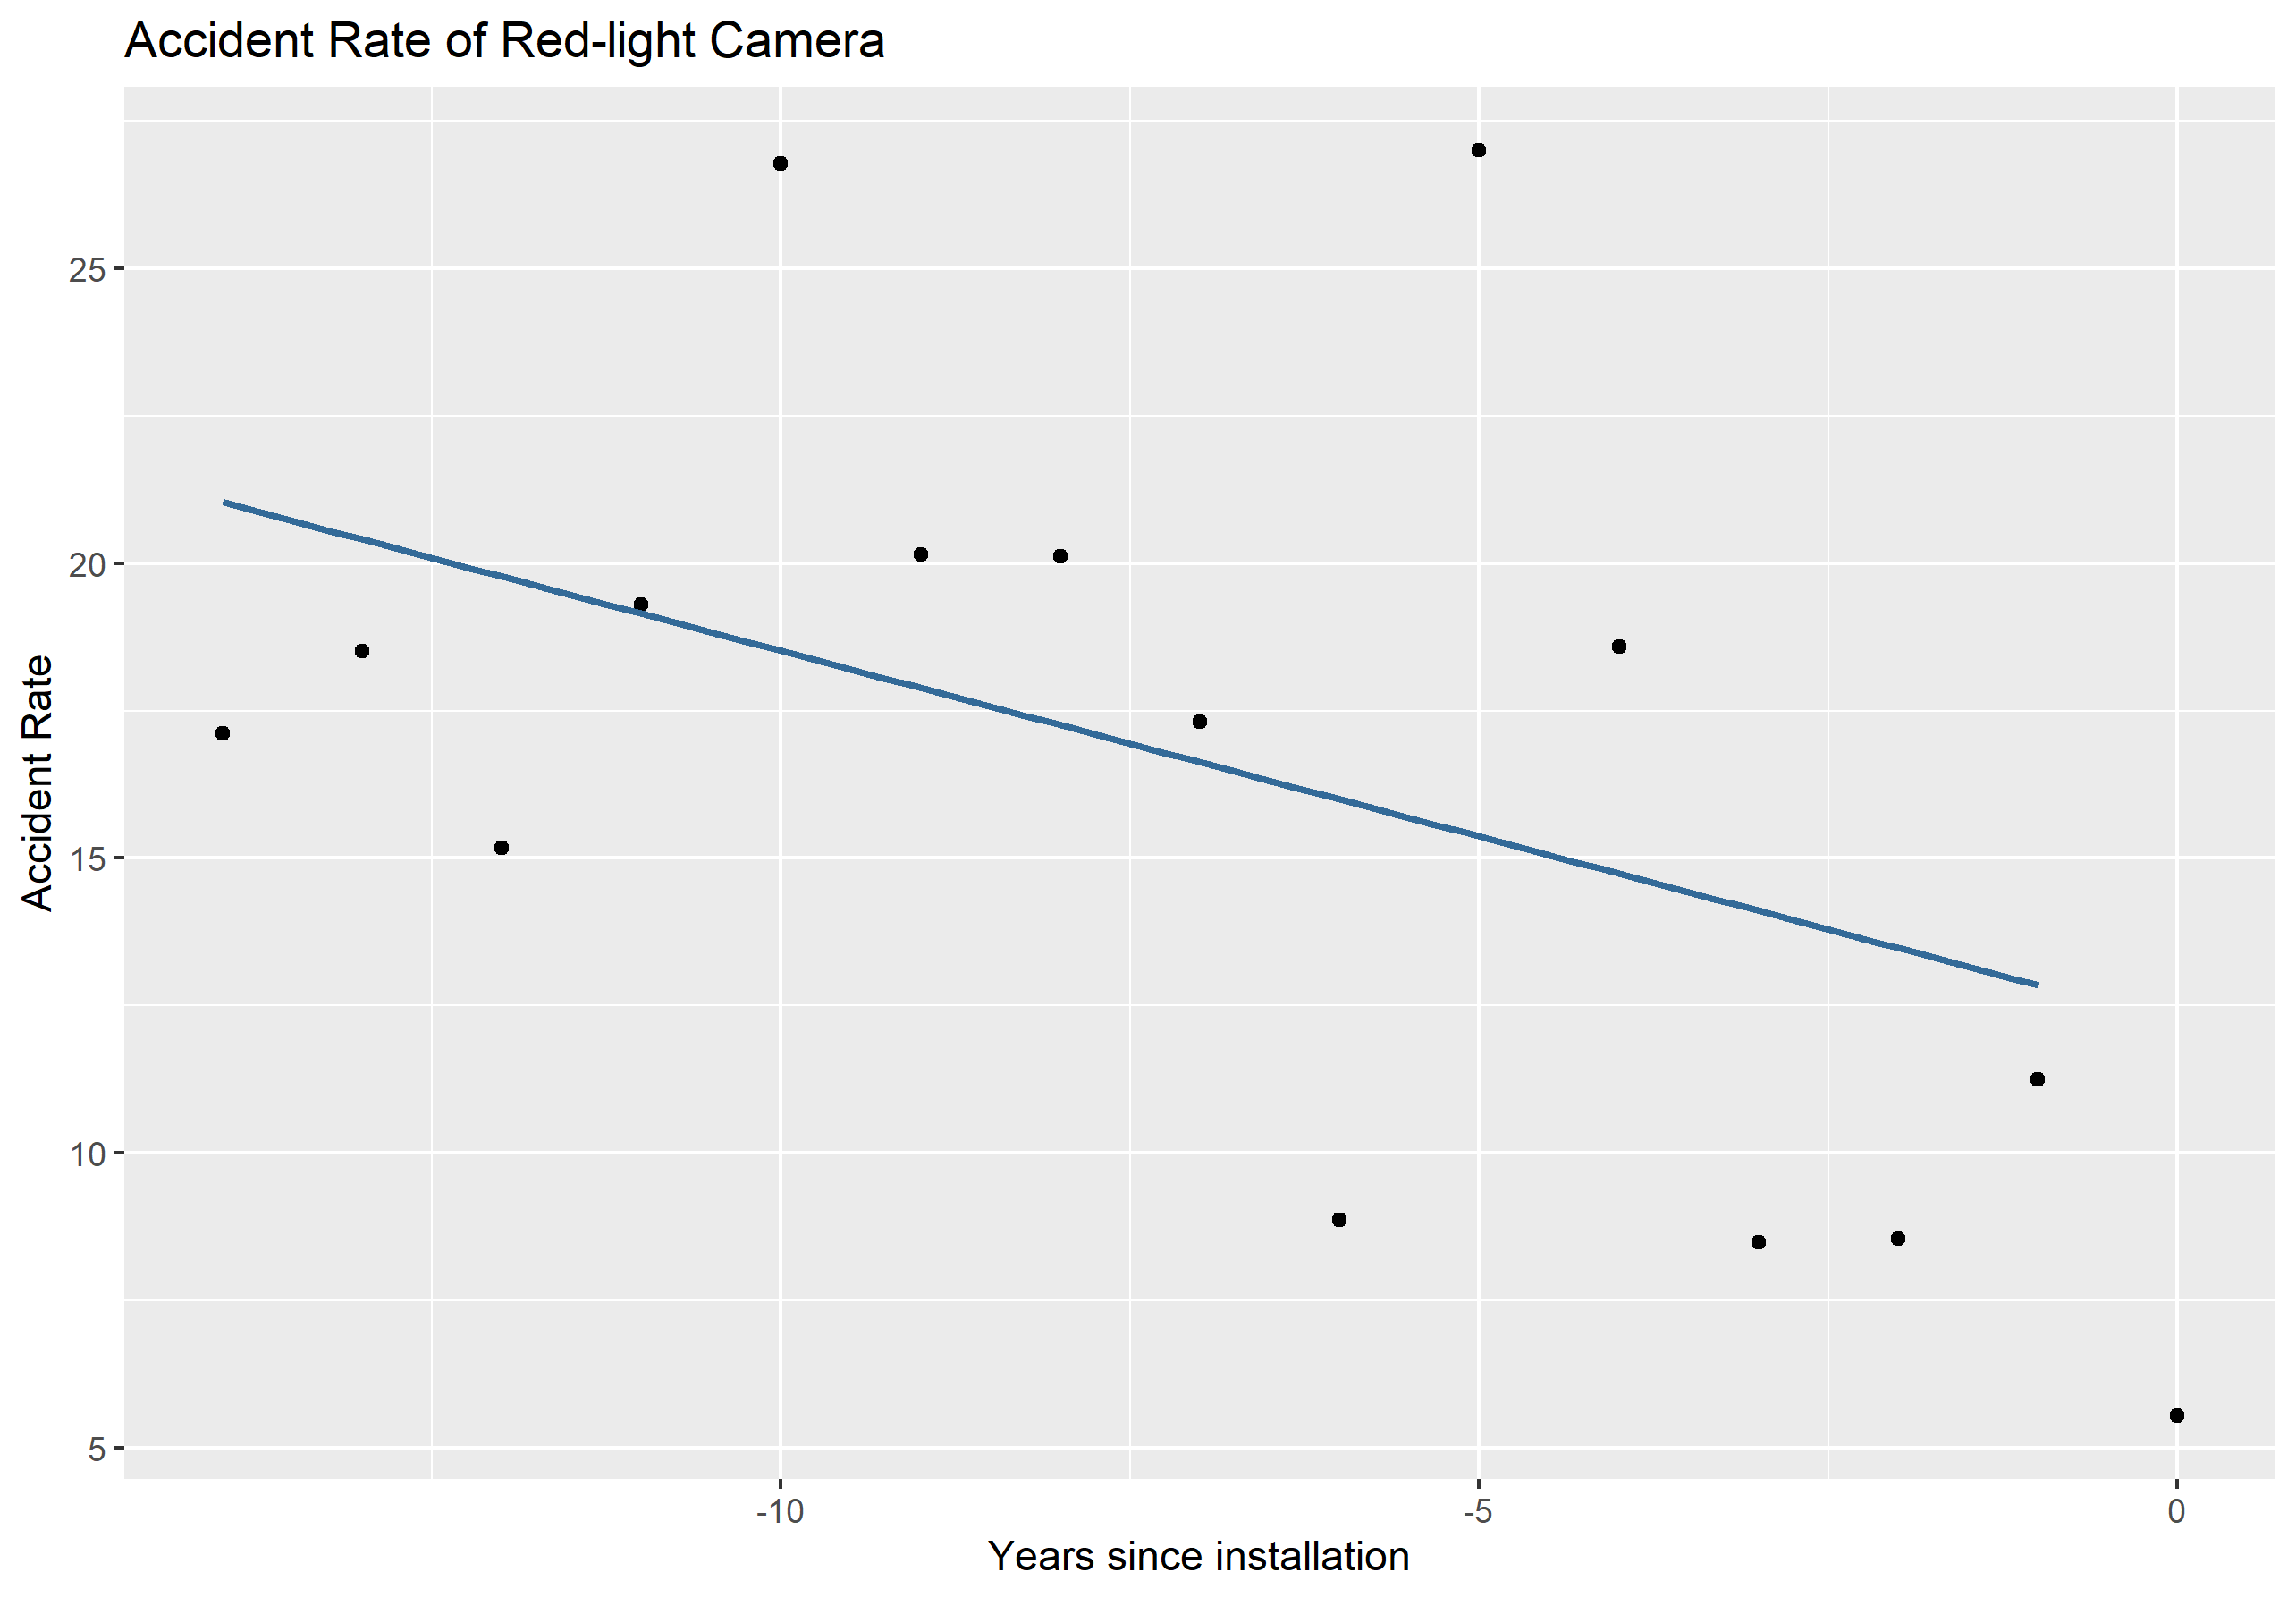 Accident Rate of Red-light Camera
25
20
15
10
5
Accident Rate
-10
-5
0
Years since installation